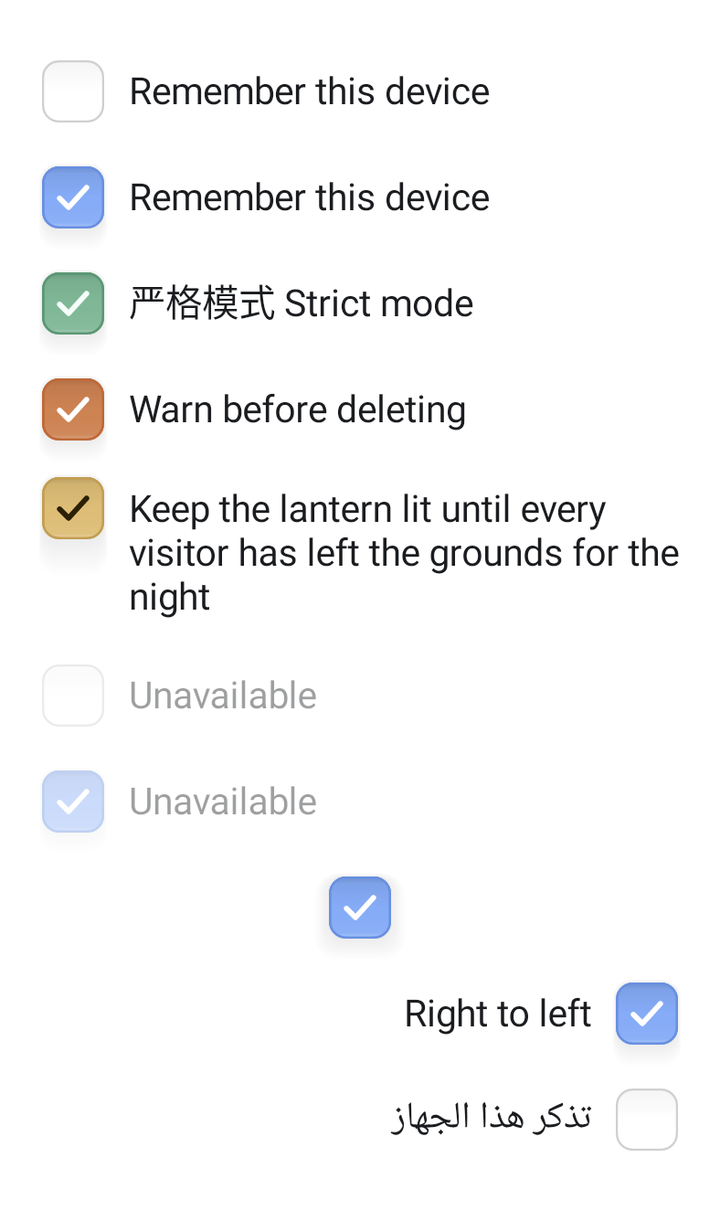 Remember this device
Remember this device
严格模式 Strict mode
Warn before deleting
Keep the lantern lit until every
visitor has left the grounds for the
night
Unavailable
Unavailable
Right to left
تذكر هذا الجهاز